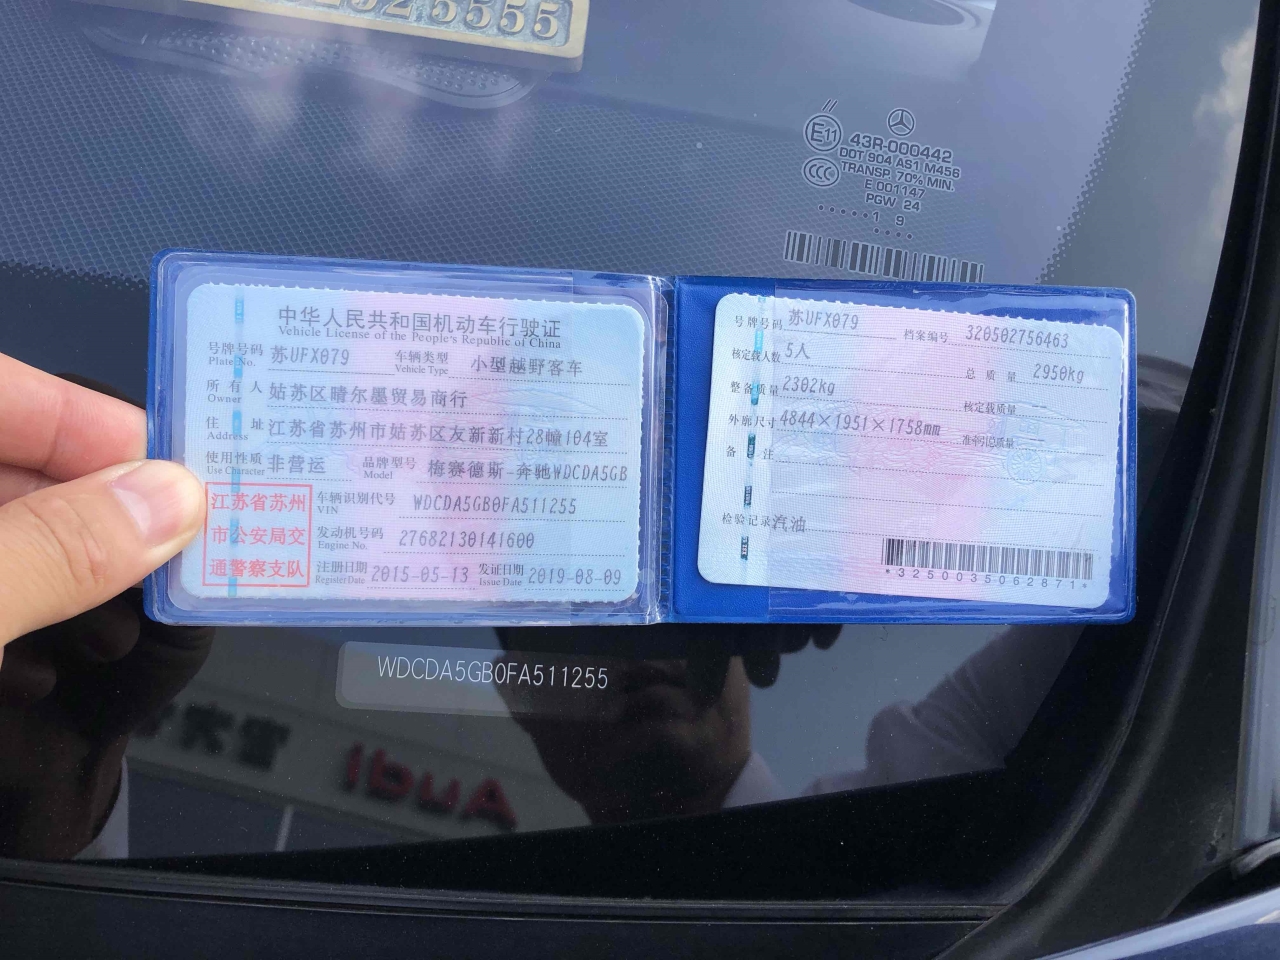 5555
E11
43R-000442
DOT 904 AS1 M456
CCC
TRANSP. 70% MIN.
E 001147
PGW 24
1 9
中华人民共和国机动车行驶证
Vehicle License of the People's Republic of China
号牌号码 苏UFX079 车辆类型 小型越野客车
Plate No. Vehicle Type
所有人 姑苏区晴尔墨贸易商行
Owner
住址 江苏省苏州市姑苏区友新新村28幢104室
Address
使用性质 非营运 品牌型号 梅赛德斯-奔驰WDCDA5GB
Use Character Model
江苏省苏州
市公安局交
通警察支队
车辆识别代号 WDCDA5GB0FA511255
VIN
发动机号码 27682130141600
Engine No.
注册日期 2015-05-13 发证日期 2019-08-09
Register Date Issue Date
号牌号码 苏UFX079 档案编号 320502756463
核定载人数 5人 总质量 2950kg
整备质量 2302kg 核定载质量 --
外廓尺寸 4844×1951×1758mm 准牵引总质量 --
备注
检验记录 汽油
*3250035062871*
WDCDA5GB0FA511255
Audi